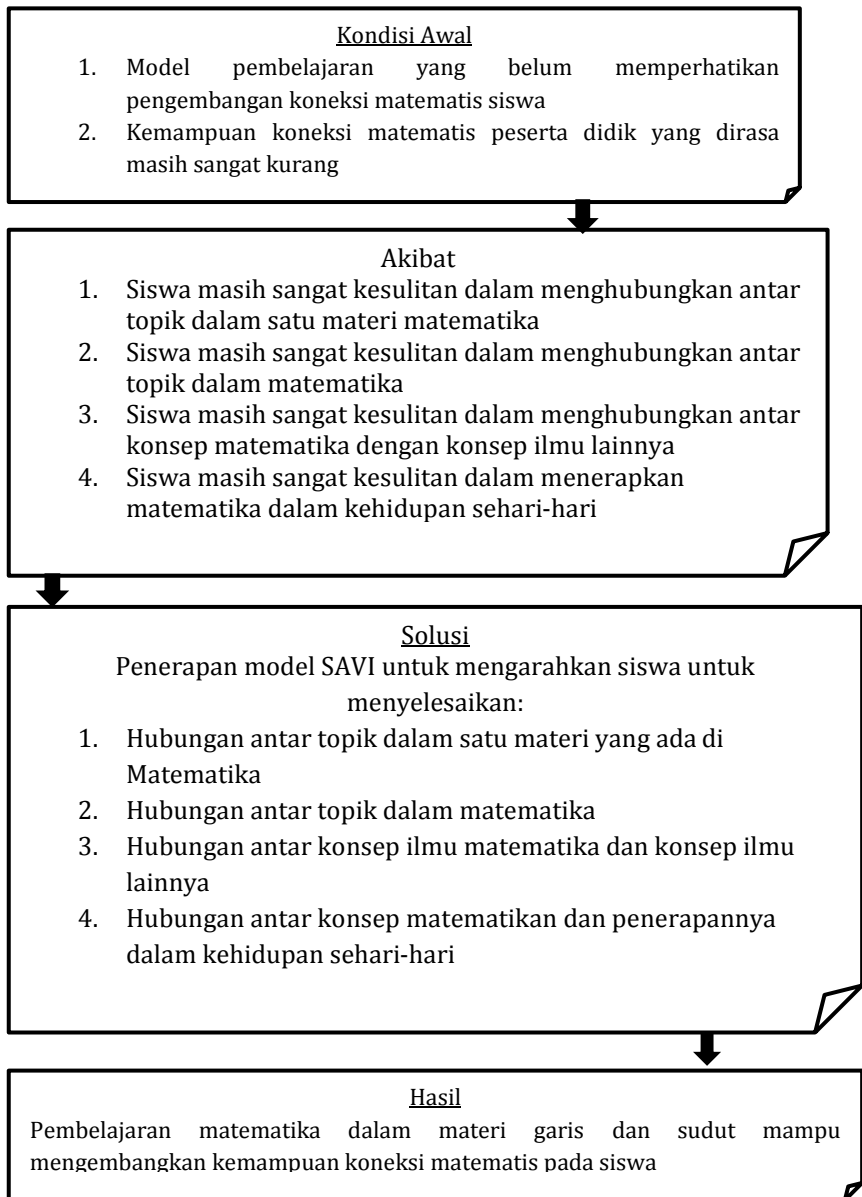 Kondisi Awal
1. Model pembelajaran yang belum memperhatikan
pengembangan koneksi matematis siswa
2. Kemampuan koneksi matematis peserta didik yang dirasa
masih sangat kurang
Akibat
1. Siswa masih sangat kesulitan dalam menghubungkan antar
topik dalam satu materi matematika
2. Siswa masih sangat kesulitan dalam menghubungkan antar
topik dalam matematika
3. Siswa masih sangat kesulitan dalam menghubungkan antar
konsep matematika dengan konsep ilmu lainnya
4. Siswa masih sangat kesulitan dalam menerapkan
matematika dalam kehidupan sehari-hari
Solusi
Penerapan model SAVI untuk mengarahkan siswa untuk
menyelesaikan:
1. Hubungan antar topik dalam satu materi yang ada di
Matematika
2. Hubungan antar topik dalam matematika
3. Hubungan antar konsep ilmu matematika dan konsep ilmu
lainnya
4. Hubungan antar konsep matematikan dan penerapannya
dalam kehidupan sehari-hari
Hasil
Pembelajaran matematika dalam materi garis dan sudut mampu
mengembangkan kemampuan koneksi matematis pada siswa